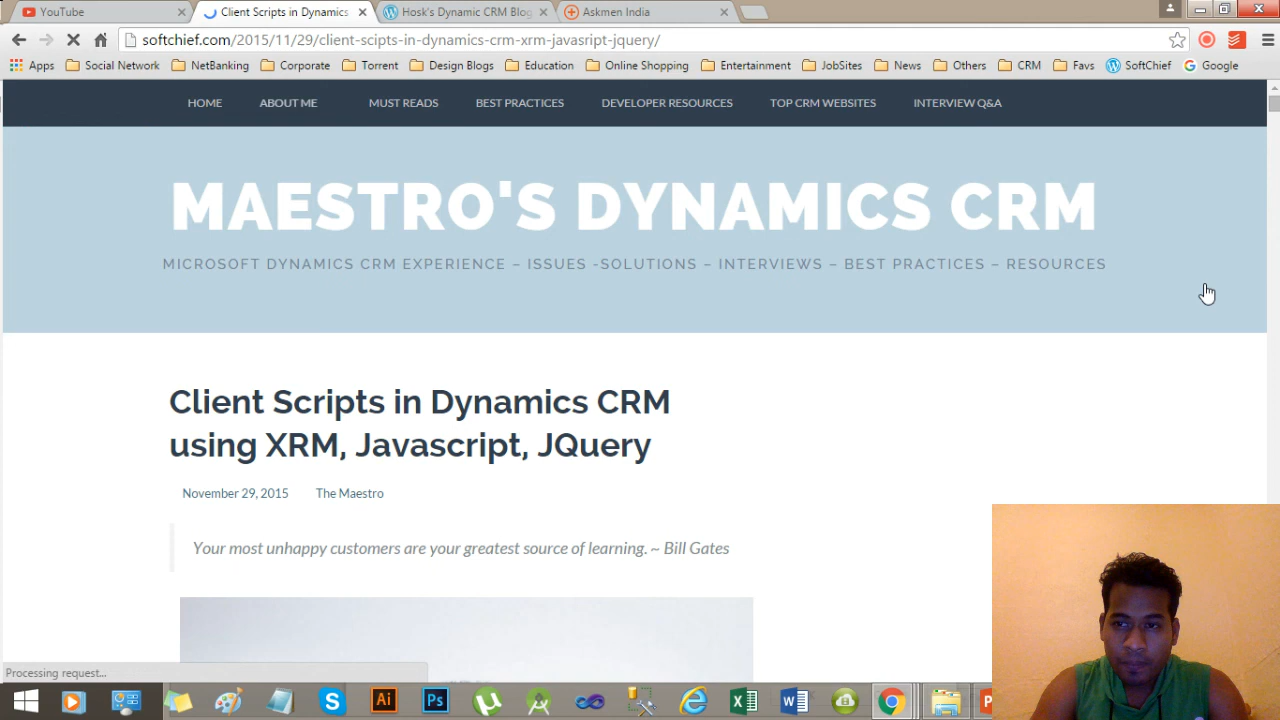 YouTube
Client Scripts in Dynamics
Hosk's Dynamic CRM Blog
Askmen India
softchief.com/2015/11/29/client-scipts-in-dynamics-crm-xrm-javasript-jquery/
Apps Social Network NetBanking Corporate Torrent Design Blogs Education Online Shopping Entertainment JobSites News Others CRM Favs SoftChief Google
HOME ABOUT ME MUST READS BEST PRACTICES DEVELOPER RESOURCES TOP CRM WEBSITES INTERVIEW Q&A
MAESTRO'S DYNAMICS CRM
MICROSOFT DYNAMICS CRM EXPERIENCE – ISSUES -SOLUTIONS – INTERVIEWS – BEST PRACTICES – RESOURCES
Client Scripts in Dynamics CRM
using XRM, Javascript, JQuery
November 29, 2015 The Maestro
Your most unhappy customers are your greatest source of learning. ~ Bill Gates
Processing request...